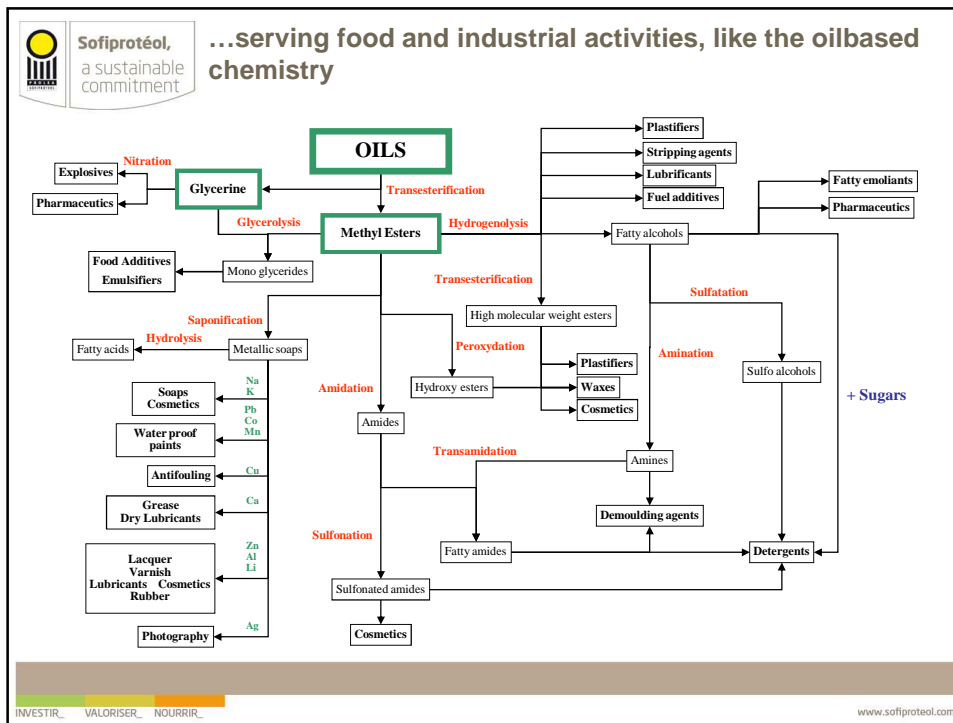 Sofiprotéol,
a sustainable
commitment
PROLEA
SOFIPROTEOL
...serving food and industrial activities, like the oilbased
chemistry
OILS
Plastifiers
Stripping agents
Lubrificants
Fuel additives
Nitration
Explosives
Pharmaceutics
Glycerine
Transesterification
Glycerolysis
Methyl Esters
Hydrogenolysis
Fatty alcohols
Fatty emoliants
Pharmaceutics
Food Additives
Emulsifiers
Mono glycerides
Transesterification
Sulfatation
High molecular weight esters
Saponification
Hydrolysis
Fatty acids
Metallic soaps
Peroxydation
Amination
Amidation
Hydroxy esters
Plastifiers
Waxes
Cosmetics
Sulfo alcohols
+ Sugars
Na
K
Soaps
Cosmetics
Pb
Co
Mn
Water proof
paints
Amides
Transamidation
Amines
Cu
Antifouling
Ca
Grease
Dry Lubricants
Demoulding agents
Sulfonation
Fatty amides
Detergents
Zn
Al
Li
Lacquer
Varnish
Lubricants Cosmetics
Rubber
Sulfonated amides
Ag
Photography
Cosmetics
INVESTIR_ VALORISER_ NOURRIR_
www.sofiproteol.com